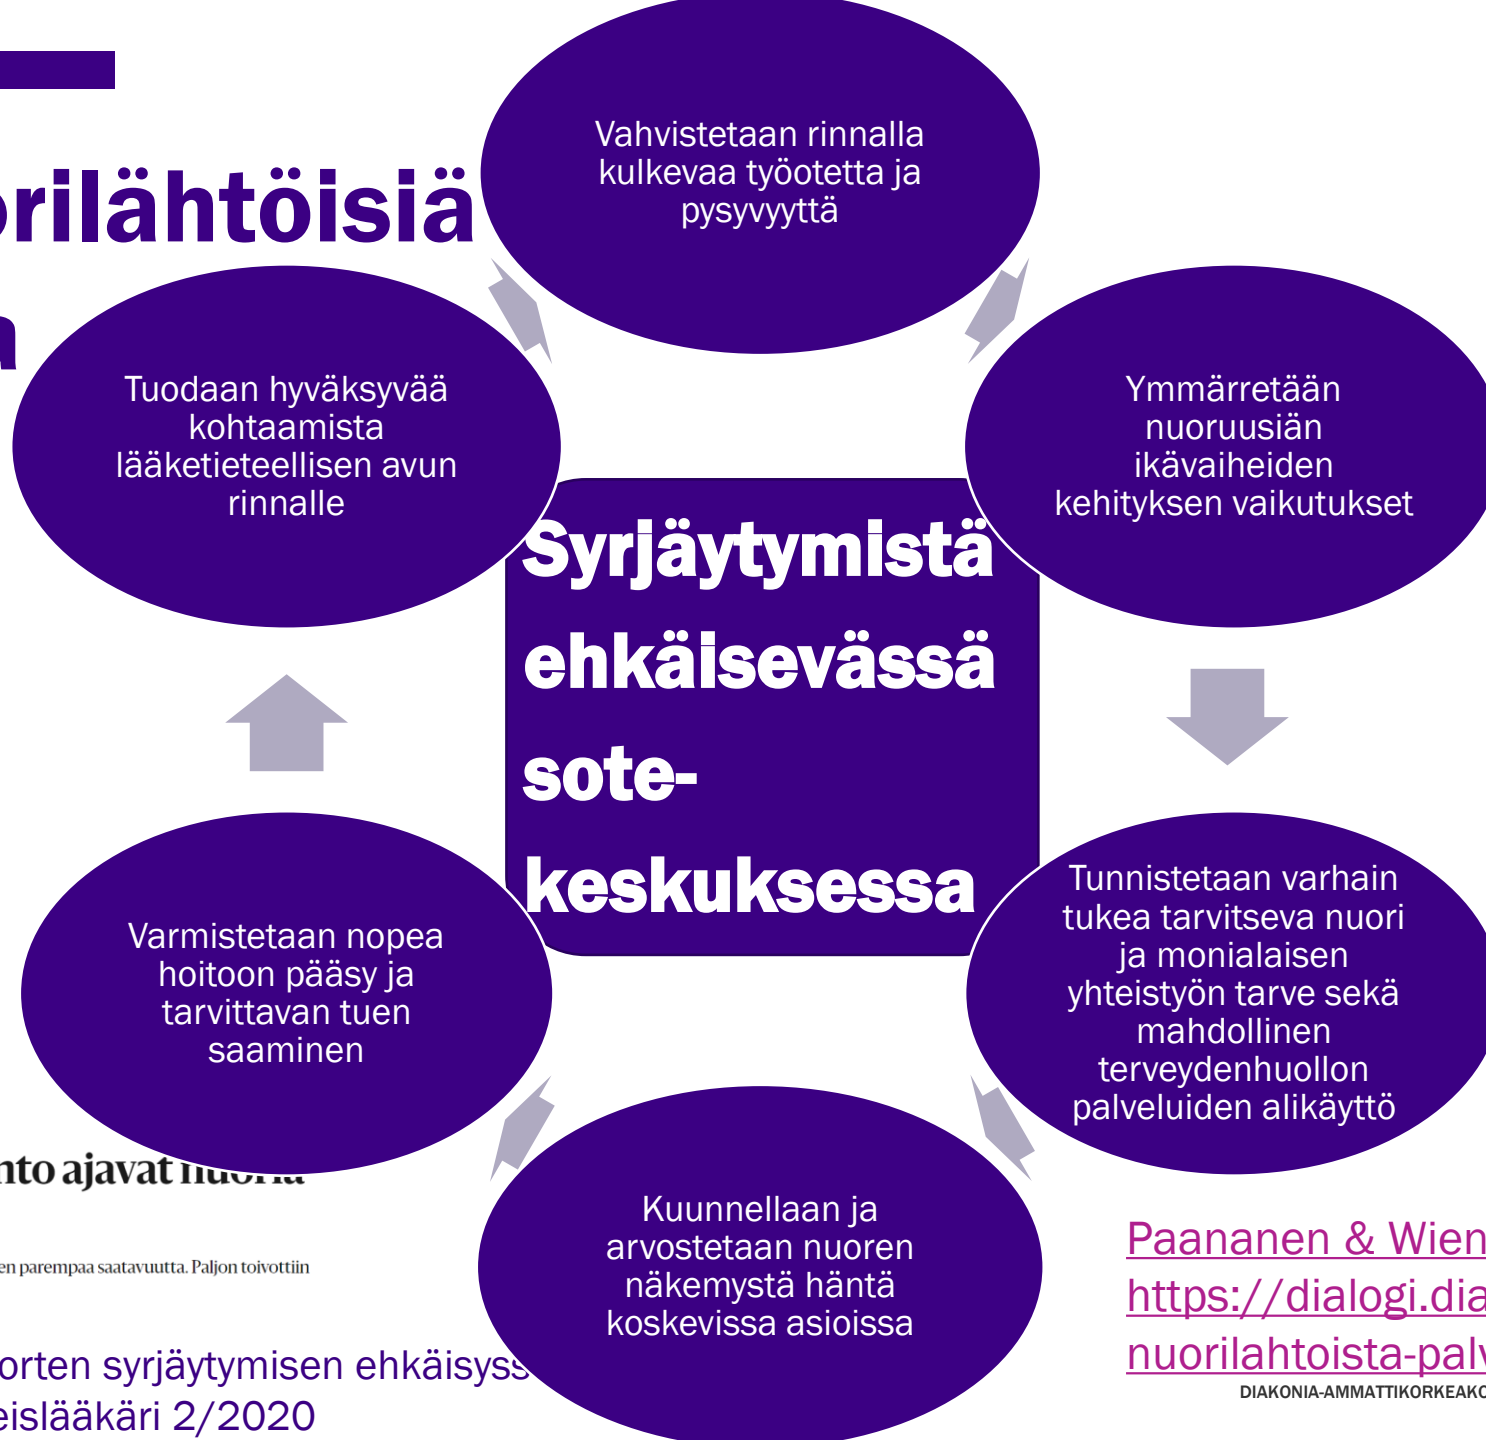 orilähtöisiä
a
Vahvistetaan rinnalla
kulkevaa työotetta ja
pysyvyyttä
Ymmärretään
nuoruusiän
ikävaiheiden
kehityksen vaikutukset
Tunnistetaan varhain
tukea tarvitseva nuori
ja monialaisen
yhteistyön tarve sekä
mahdollinen
terveydenhuollon
palveluiden alikäyttö
Kuunnellaan ja
arvostetaan nuoren
näkemystä häntä
koskevissa asioissa
Varmistetaan nopea
hoitoon pääsy ja
tarvittavan tuen
saaminen
Tuodaan hyväksyvää
kohtaamista
lääketieteellisen avun
rinnalle
Syrjäytymistä
ehkäisevässä
sote-
keskuksessa
nto ajavat nuoria
en parempaa saatavuutta. Paljon toivottiin
orten syrjäytymisen ehkäisyss
eislääkäri 2/2020
Paananen & Wien
https://dialogi.dia
nuorilahtoista-palv
DIAKONIA-AMMATTIKORKEAKO